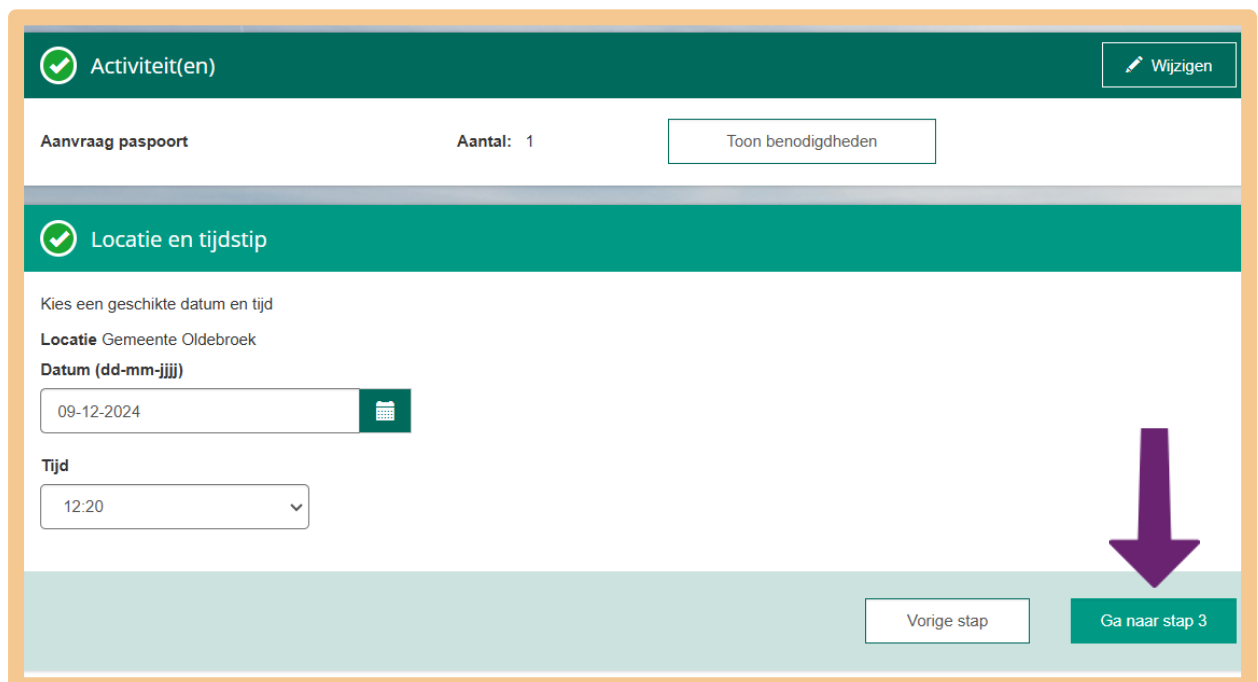 Activiteit(en)
Wijzigen
Aanvraag paspoort Aantal: 1 Toon benodigdheden
Locatie en tijdstip
Kies een geschikte datum en tijd
Locatie Gemeente Oldebroek
Datum (dd-mm-jjjj)
09-12-2024
Tijd
12:20
Vorige stap Ga naar stap 3